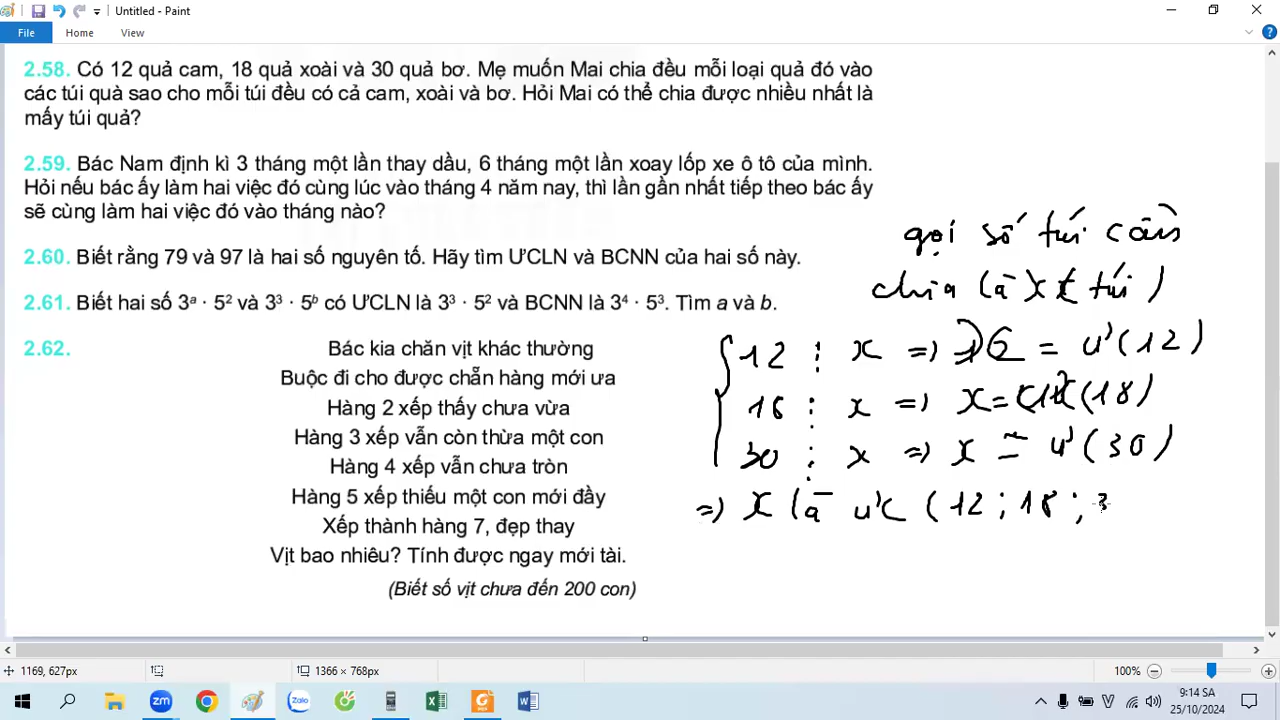 Untitled - Paint
File Home View
2.58. Có 12 quả cam, 18 quả xoài và 30 quả bơ. Mẹ muốn Mai chia đều mỗi loại quả đó vào
các túi quà sao cho mỗi túi đều có cả cam, xoài và bơ. Hỏi Mai có thể chia được nhiều nhất là
mấy túi quà?
2.59. Bác Nam định kì 3 tháng một lần thay dầu, 6 tháng một lần xoay lốp xe ô tô của mình.
Hỏi nếu bác ấy làm hai việc đó cùng lúc vào tháng 4 năm nay, thì lần gần nhất tiếp theo bác ấy
sẽ cùng làm hai việc đó vào tháng nào?
2.60. Biết rằng 79 và 97 là hai số nguyên tố. Hãy tìm ƯCLN và BCNN của hai số này.
2.61. Biết hai số 3ᵃ · 5² và 3³ · 5ᵇ có ƯCLN là 3³ · 5² và BCNN là 3⁴ · 5³. Tìm a và b.
2.62.
Bác kia chăn vịt khác thường
Buộc đi cho được chẵn hàng mới ưa
Hàng 2 xếp thấy chưa vừa
Hàng 3 xếp vẫn còn thừa một con
Hàng 4 xếp vẫn chưa tròn
Hàng 5 xếp thiếu một con mới đầy
Xếp thành hàng 7, đẹp thay
Vịt bao nhiêu? Tính được ngay mới tài.
(Biết số vịt chưa đến 200 con)
gọi số túi cần
chia là x túi)
12 ⋮ x => = ư(12)
18 ⋮ x => x = (18)
30 ⋮ x => x = ư(30)
=> x là ưc (12 ; 18 ; 3
1169, 627px 1366 × 768px 100%
zm Zalo
9:14 SA
25/10/2024